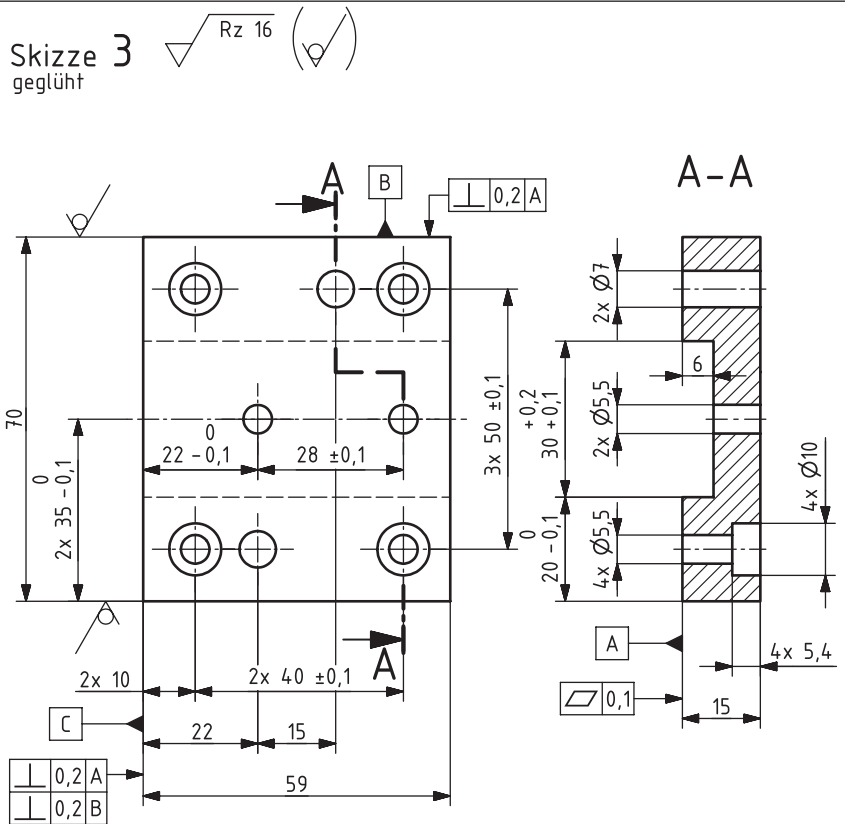 Skizze 3
geglüht
Rz 16
A
B
⊥ 0,2 A
A-A
70
0
2x 35 -0,1
0
22 -0,1
28 ±0,1
3x 50 ±0,1
+0,2
30 +0,1
0
20 -0,1
2x Ø7
6
2x Ø5,5
4x Ø5,5
4x Ø10
A
2x 10
2x 40 ±0,1
C
22
15
59
⊥ 0,2 A
⊥ 0,2 B
A
4x 5,4
⏥ 0,1
15